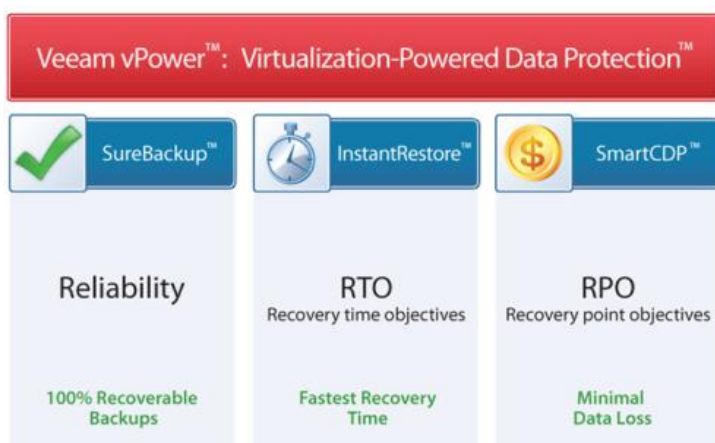 Veeam vPower™: Virtualization-Powered Data Protection™
SureBackup™
InstantRestore™
SmartCDP™
Reliability
RTO
Recovery time objectives
RPO
Recovery point objectives
100% Recoverable
Backups
Fastest Recovery
Time
Minimal
Data Loss